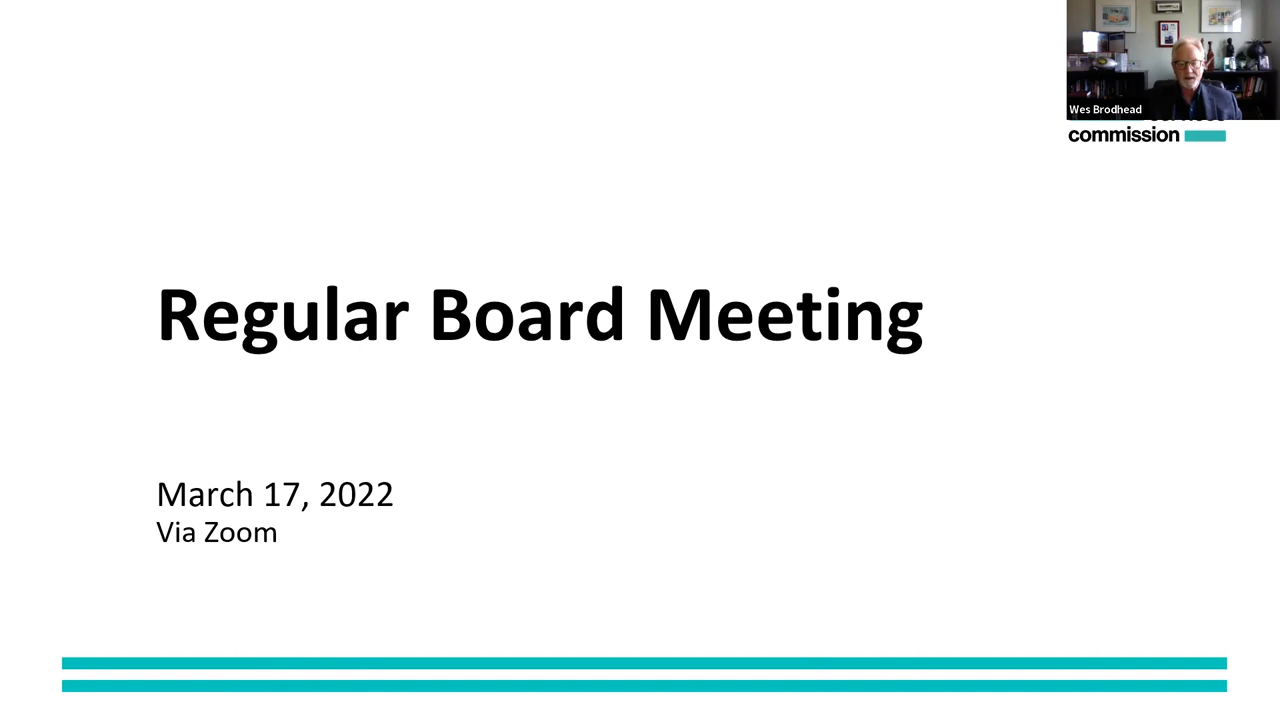 Wes Brodhead
commission
Regular Board Meeting
March 17, 2022
Via Zoom